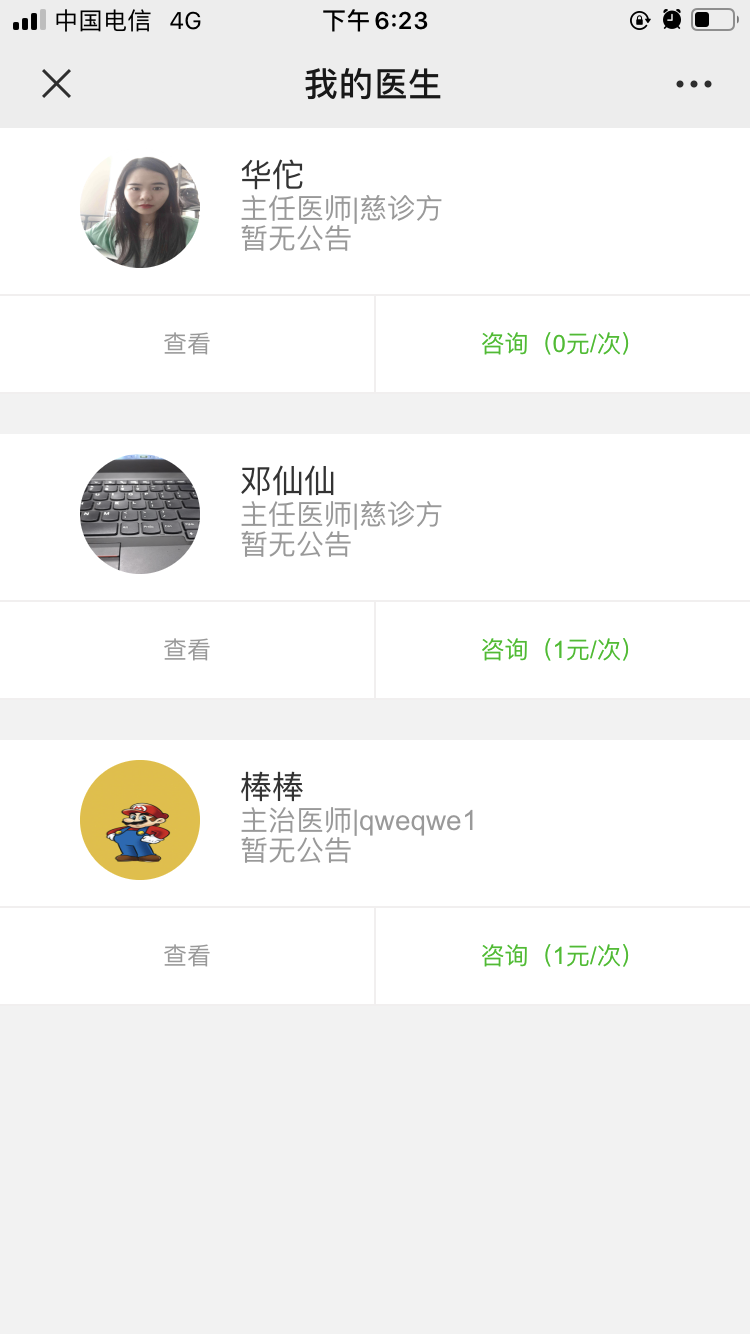 中国电信 4G 下午6:23
我的医生
华佗
主任医师|慈诊方
暂无公告
查看 咨询（0元/次）
邓仙仙
主任医师|慈诊方
暂无公告
查看 咨询（1元/次）
棒棒
主治医师|qweqwe1
暂无公告
查看 咨询（1元/次）